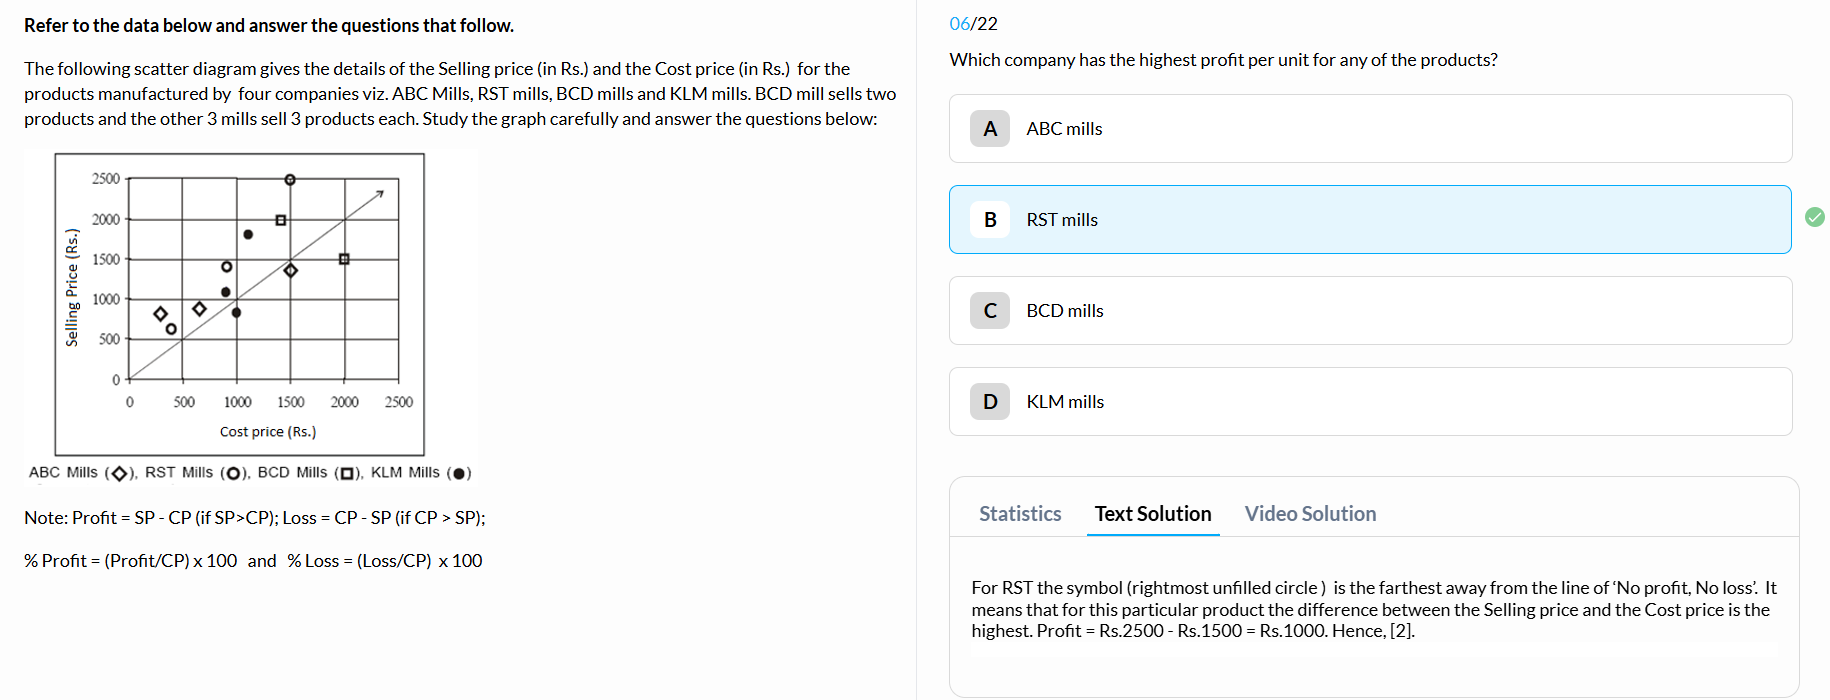 Refer to the data below and answer the questions that follow.
The following scatter diagram gives the details of the Selling price (in Rs.) and the Cost price (in Rs.) for the
products manufactured by four companies viz. ABC Mills, RST mills, BCD mills and KLM mills. BCD mill sells two
products and the other 3 mills sell 3 products each. Study the graph carefully and answer the questions below:
2500
2000
1500
1000
500
0
Selling Price (Rs.)
0 500 1000 1500 2000 2500
Cost price (Rs.)
ABC Mills (◇), RST Mills (○), BCD Mills (□), KLM Mills (●)
Note: Profit = SP - CP (if SP>CP); Loss = CP - SP (if CP > SP);
% Profit = (Profit/CP) x 100 and % Loss = (Loss/CP) x 100
06/22
Which company has the highest profit per unit for any of the products?
A ABC mills
B RST mills
C BCD mills
D KLM mills
Statistics Text Solution Video Solution
For RST the symbol (rightmost unfilled circle ) is the farthest away from the line of ‘No profit, No loss’. It
means that for this particular product the difference between the Selling price and the Cost price is the
highest. Profit = Rs.2500 - Rs.1500 = Rs.1000. Hence, [2].